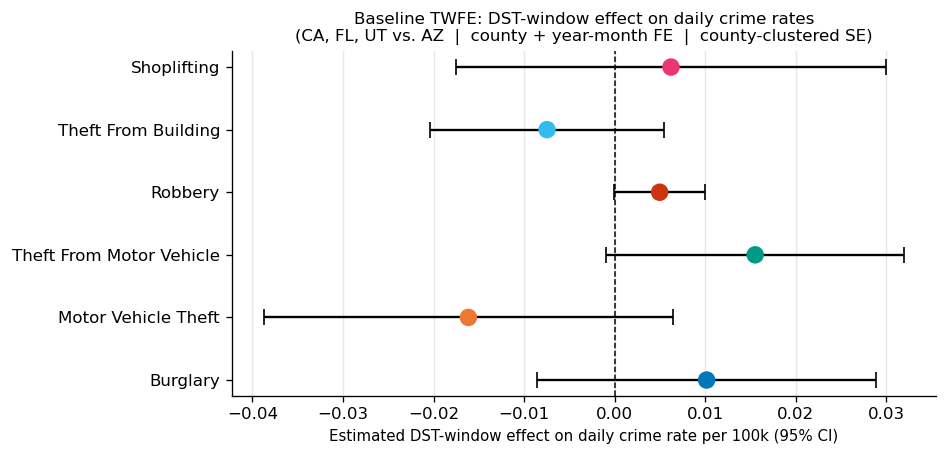 Baseline TWFE: DST-window effect on daily crime rates
(CA, FL, UT vs. AZ | county + year-month FE | county-clustered SE)
Shoplifting
Theft From Building
Robbery
Theft From Motor Vehicle
Motor Vehicle Theft
Burglary
−0.04 −0.03 −0.02 −0.01 0.00 0.01 0.02 0.03
Estimated DST-window effect on daily crime rate per 100k (95% CI)